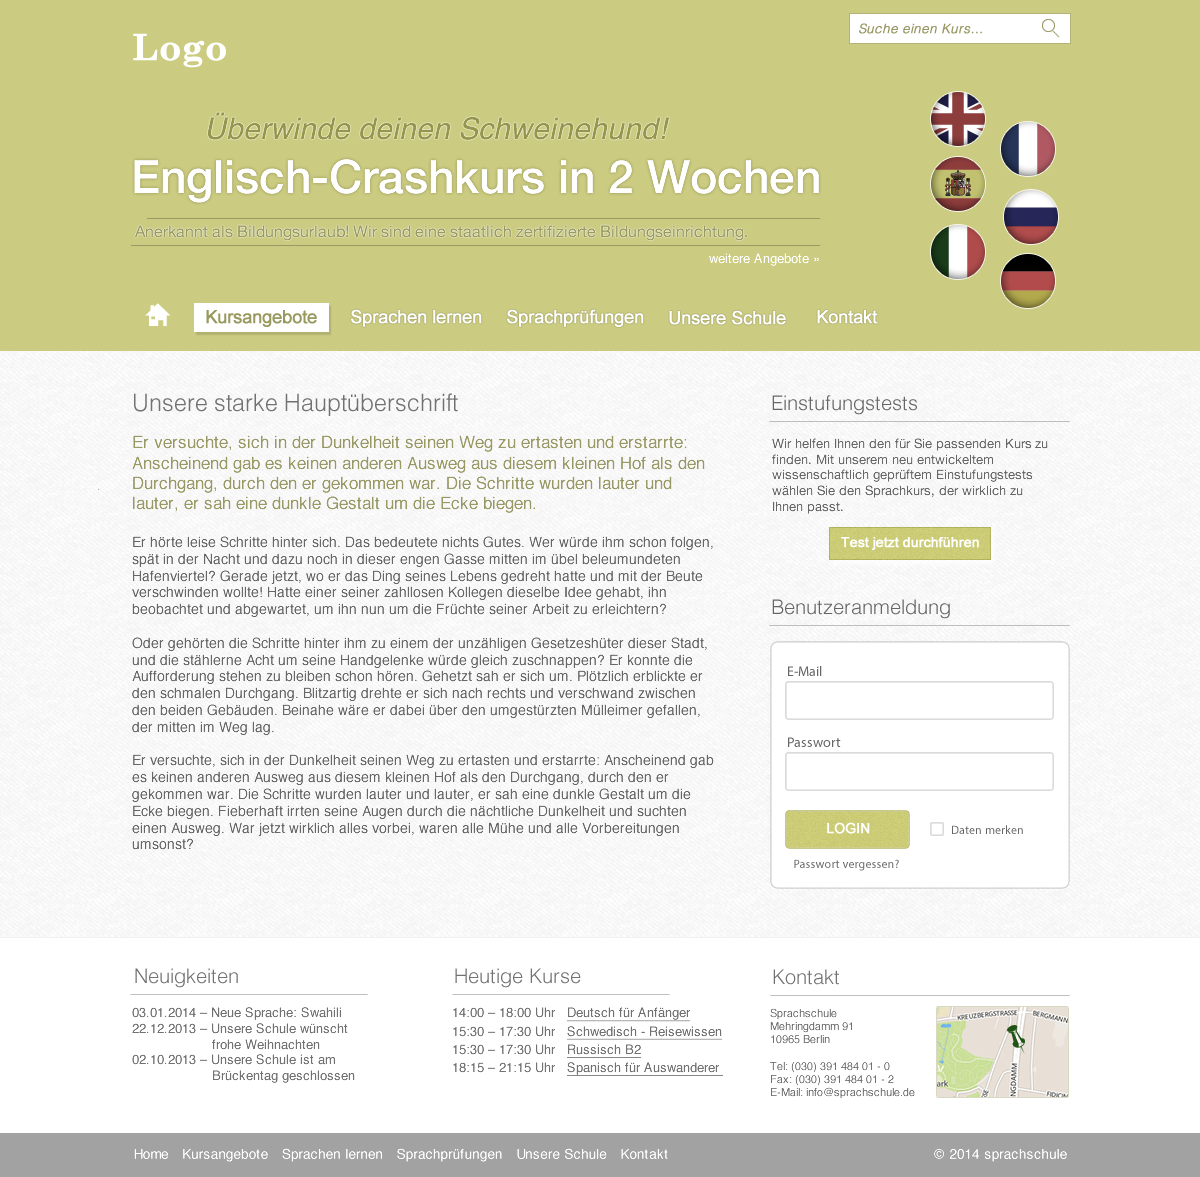 Logo
Suche einen Kurs...
Überwinde deinen Schweinehund!
Englisch-Crashkurs in 2 Wochen
Anerkannt als Bildungsurlaub! Wir sind eine staatlich zertifizierte Bildungseinrichtung.
weitere Angebote »
Kursangebote Sprachen lernen Sprachprüfungen Unsere Schule Kontakt
Unsere starke Hauptüberschrift
Er versuchte, sich in der Dunkelheit seinen Weg zu ertasten und erstarrte:
Anscheinend gab es keinen anderen Ausweg aus diesem kleinen Hof als den
Durchgang, durch den er gekommen war. Die Schritte wurden lauter und
lauter, er sah eine dunkle Gestalt um die Ecke biegen.
Er hörte leise Schritte hinter sich. Das bedeutete nichts Gutes. Wer würde ihm schon folgen,
spät in der Nacht und dazu noch in dieser engen Gasse mitten im übel beleumundeten
Hafenviertel? Gerade jetzt, wo er das Ding seines Lebens gedreht hatte und mit der Beute
verschwinden wollte! Hatte einer seiner zahllosen Kollegen dieselbe Idee gehabt, ihn
beobachtet und abgewartet, um ihn nun um die Früchte seiner Arbeit zu erleichtern?
Oder gehörten die Schritte hinter ihm zu einem der unzähligen Gesetzeshüter dieser Stadt,
und die stählerne Acht um seine Handgelenke würde gleich zuschnappen? Er konnte die
Aufforderung stehen zu bleiben schon hören. Gehetzt sah er sich um. Plötzlich erblickte er
den schmalen Durchgang. Blitzartig drehte er sich nach rechts und verschwand zwischen
den beiden Gebäuden. Beinahe wäre er dabei über den umgestürzten Mülleimer gefallen,
der mitten im Weg lag.
Er versuchte, sich in der Dunkelheit seinen Weg zu ertasten und erstarrte: Anscheinend gab
es keinen anderen Ausweg aus diesem kleinen Hof als den Durchgang, durch den er
gekommen war. Die Schritte wurden lauter und lauter, er sah eine dunkle Gestalt um die
Ecke biegen. Fieberhaft irrten seine Augen durch die nächtliche Dunkelheit und suchten
einen Ausweg. War jetzt wirklich alles vorbei, waren alle Mühe und alle Vorbereitungen
umsonst?
Einstufungstests
Wir helfen Ihnen den für Sie passenden Kurs zu
finden. Mit unserem neu entwickeltem
wissenschaftlich geprüftem Einstufungstests
wählen Sie den Sprachkurs, der wirklich zu
Ihnen passt.
Test jetzt durchführen
Benutzeranmeldung
E-Mail
Passwort
LOGIN
Daten merken
Passwort vergessen?
Neuigkeiten
03.01.2014 – Neue Sprache: Swahili
22.12.2013 – Unsere Schule wünscht
frohe Weihnachten
02.10.2013 – Unsere Schule ist am
Brückentag geschlossen
Heutige Kurse
14:00 – 18:00 Uhr Deutsch für Anfänger
15:30 – 17:30 Uhr Schwedisch - Reisewissen
15:30 – 17:30 Uhr Russisch B2
18:15 – 21:15 Uhr Spanisch für Auswanderer
Kontakt
Sprachschule
Mehringdamm 91
10965 Berlin
Tel: (030) 391 484 01 - 0
Fax: (030) 391 484 01 - 2
E-Mail: info@sprachschule.de
KREUZBERGSTRASSE
BERGMANN
NGDAMM
ark
FIDICIN
Home Kursangebote Sprachen lernen Sprachprüfungen Unsere Schule Kontakt
© 2014 sprachschule